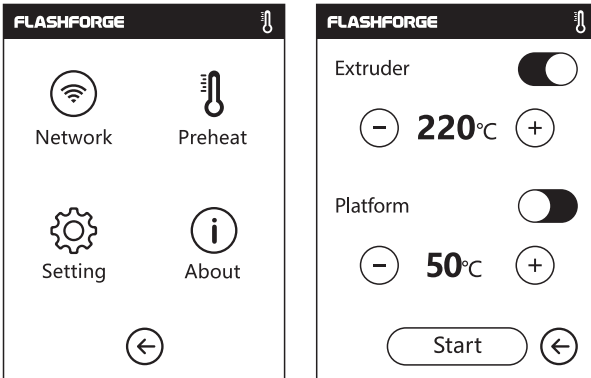 FLASHFORGE
Network Preheat
Setting About
FLASHFORGE
Extruder
220℃
Platform
50℃
Start